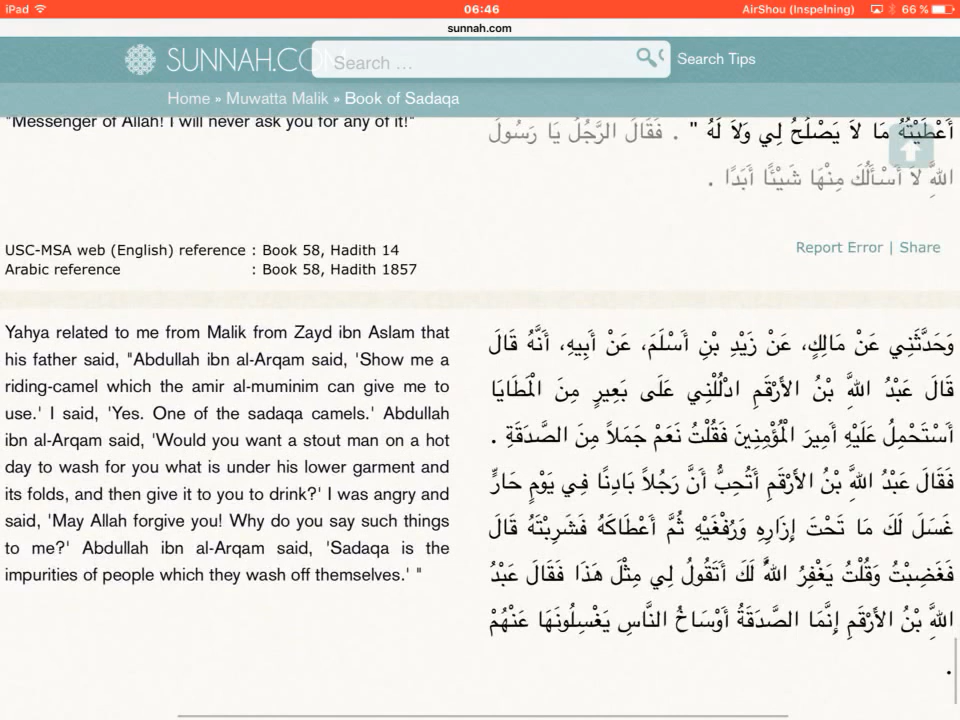 iPad 06:46 AirShou (Inspelning) 66 %
sunnah.com
SUNNAH.CO Search ... Search Tips
Home » Muwatta Malik » Book of Sadaqa
"Messenger of Allah! I will never ask you for any of it!"
أَعْطَيْتُهُ مَا لاَ يَصْلُحُ لِي وَلاَ لَهُ " . فَقَالَ الرَّجُلُ يَا رَسُولَ
اللَّهِ لاَ أَسْأَلُكَ مِنْهَا شَيْئًا أَبَدًا .
USC-MSA web (English) reference : Book 58, Hadith 14
Arabic reference : Book 58, Hadith 1857
Report Error | Share
Yahya related to me from Malik from Zayd ibn Aslam that
his father said, "Abdullah ibn al-Arqam said, 'Show me a
riding-camel which the amir al-muminim can give me to
use.' I said, 'Yes. One of the sadaqa camels.' Abdullah
ibn al-Arqam said, 'Would you want a stout man on a hot
day to wash for you what is under his lower garment and
its folds, and then give it to you to drink?' I was angry and
said, 'May Allah forgive you! Why do you say such things
to me?' Abdullah ibn al-Arqam said, 'Sadaqa is the
impurities of people which they wash off themselves.' "
وَحَدَّثَنِي عَنْ مَالِكٍ، عَنْ زَيْدِ بْنِ أَسْلَمَ، عَنْ أَبِيهِ، أَنَّهُ قَالَ
قَالَ عَبْدُ اللَّهِ بْنُ الأَرْقَمِ ادْلُلْنِي عَلَى بَعِيرٍ مِنَ الْمَطَايَا
أَسْتَحْمِلُ عَلَيْهِ أَمِيرَ الْمُؤْمِنِينَ فَقُلْتُ نَعَمْ جَمَلاً مِنَ الصَّدَقَةِ .
فَقَالَ عَبْدُ اللَّهِ بْنُ الأَرْقَمِ أَتُحِبُّ أَنَّ رَجُلاً بَادِنًا فِي يَوْمٍ حَارٍّ
غَسَلَ لَكَ مَا تَحْتَ إِزَارِهِ وَرُفْغَيْهِ ثُمَّ أَعْطَاكَهُ فَشَرِبْتَهُ قَالَ
فَغَضِبْتُ وَقُلْتُ يَغْفِرُ اللَّهُ لَكَ أَتَقُولُ لِي مِثْلَ هَذَا فَقَالَ عَبْدُ
اللَّهِ بْنُ الأَرْقَمِ إِنَّمَا الصَّدَقَةُ أَوْسَاخُ النَّاسِ يَغْسِلُونَهَا عَنْهُمْ
.